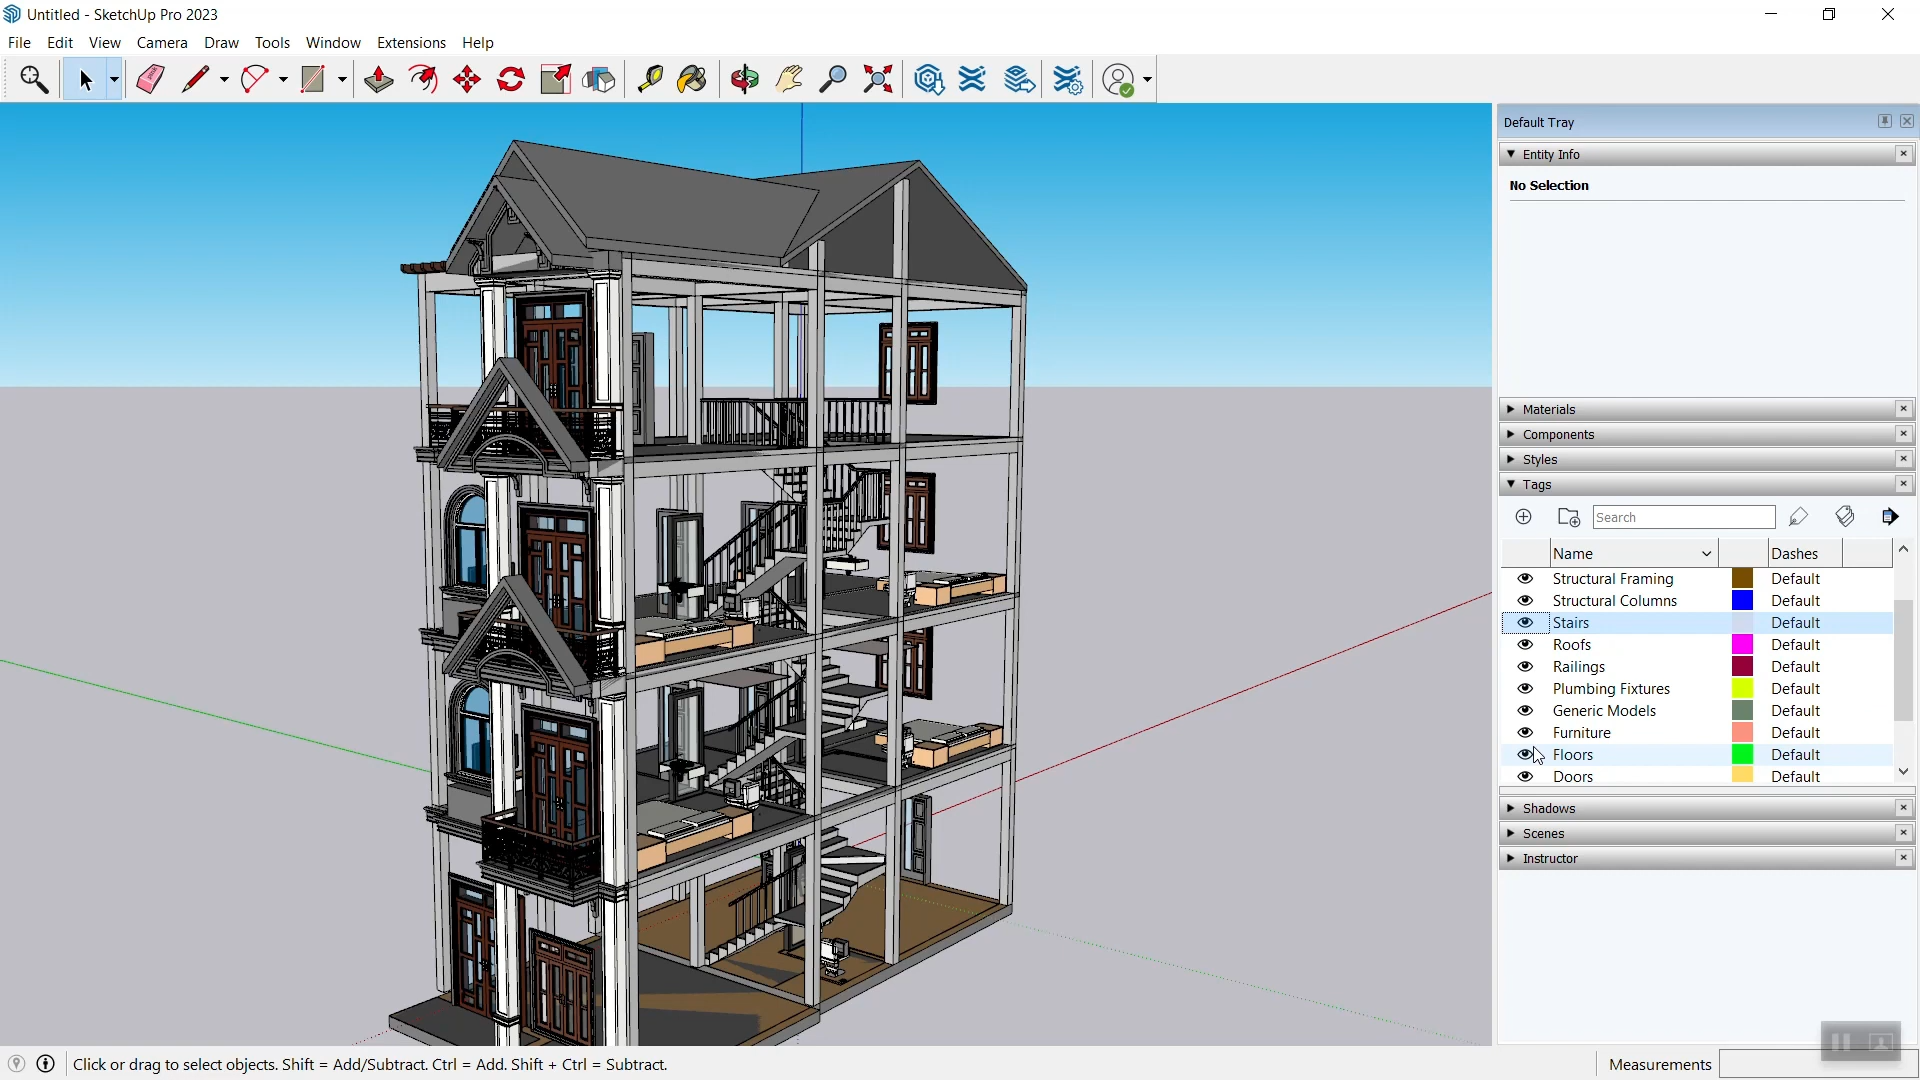 Untitled - SketchUp Pro 2023
File Edit View Camera Draw Tools Window Extensions Help
Default Tray
Entity Info
No Selection
Materials
Components
Styles
Tags
Search
Name Dashes
Structural Framing Default
Structural Columns Default
Stairs Default
Roofs Default
Railings Default
Plumbing Fixtures Default
Generic Models Default
Furniture Default
Floors Default
Doors Default
Shadows
Scenes
Instructor
Click or drag to select objects. Shift = Add/Subtract. Ctrl = Add. Shift + Ctrl = Subtract.
Measurements